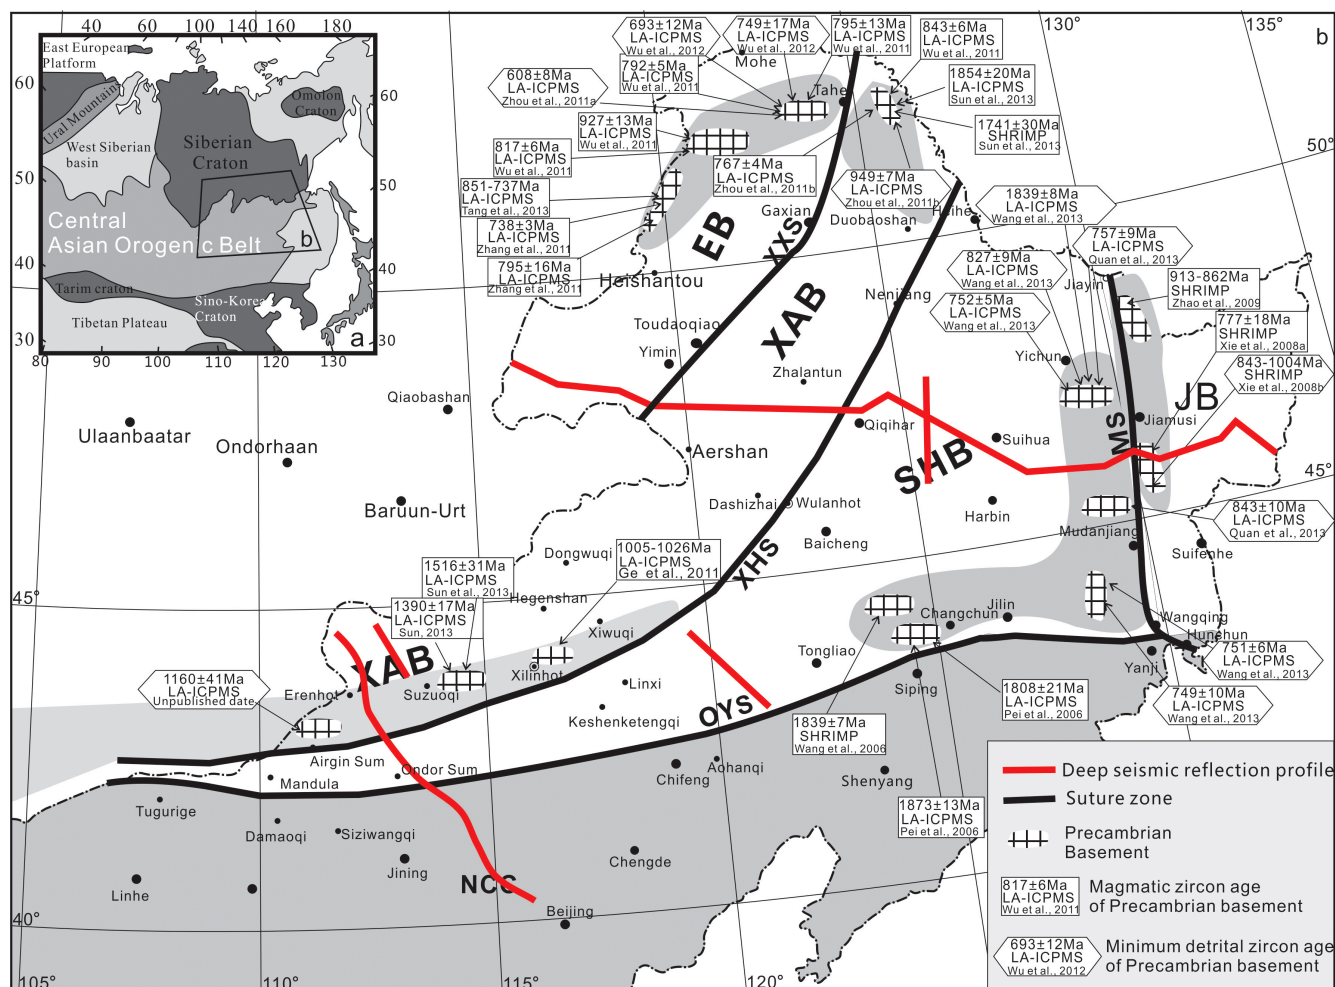 40
60
100
140
160
180
East European
Platform
60
Ural Mountain
Omolon
Craton
60
West Siberian
basin
Siberian
Craton
50
50
Central
Asian Orogenic Belt
b
40
40
Tarim craton
Sino-Korea
Craton
Tibetan Plateau
30
a
30
80
90
100
110
120
130
130°
135°
b
693±12Ma
LA-ICPMS
Wu et al., 2012
749±17Ma
LA-ICPMS
Wu et al., 2012
795±13Ma
LA-ICPMS
Wu et al., 2011
843±6Ma
LA-ICPMS
Wu et al., 2011
Mohe
792±5Ma
LA-ICPMS
Wu et al., 2011
608±8Ma
LA-ICPMS
Zhou et al., 2011a
Tahe
1854±20Ma
LA-ICPMS
Sun et al., 2013
927±13Ma
LA-ICPMS
Wu et al., 2011
1741±30Ma
SHRIMP
Sun et al., 2013
50°
817±6Ma
LA-ICPMS
Wu et al., 2011
767±4Ma
LA-ICPMS
Zhou et al., 2011b
949±7Ma
LA-ICPMS
Zhou et al., 2011b
851-737Ma
LA-ICPMS
Tang et al., 2013
1839±8Ma
LA-ICPMS
Wang et al., 2013
738±3Ma
LA-ICPMS
Zhang et al., 2011
EB
Gaxian
XXS
Duobaoshan
Heihe
757±9Ma
LA-ICPMS
Quan et al., 2013
795±16Ma
LA-ICPMS
Zhang et al., 2011
Heishantou
827±9Ma
LA-ICPMS
Wang et al., 2013
Jiayin
913-862Ma
SHRIMP
Zhao et al., 2009
XAB
Nenjiang
752±5Ma
LA-ICPMS
Wang et al., 2013
777±18Ma
SHRIMP
Xie et al., 2008a
Toudaoqiao
Yimin
Yichun
843-1004Ma
SHRIMP
Xie et al., 2008b
Zhalantun
JB
Qiaobashan
Ulaanbaatar
Ondorhaan
Qiqihar
Suihua
MS
Jiamusi
Aershan
SHB
45°
Baruun-Urt
Dashizhai
Wulanhot
Harbin
843±10Ma
LA-ICPMS
Quan et al., 2013
Mudanjiang
Baicheng
Suifenhe
Dongwuqi
1005-1026Ma
LA-ICPMS
Ge et al., 2011
XHS
1516±31Ma
LA-ICPMS
Sun et al., 2013
45°
1390±17Ma
LA-ICPMS
Sun, 2013
Hegenshan
Xiwuqi
Changchun
Jilin
Wangqing
Hunchun
XAB
Xilinhot
Tongliao
Yanji
751±6Ma
LA-ICPMS
Wang et al., 2013
1160±41Ma
LA-ICPMS
Unpublished date
Erenhot
Suzuoqi
Linxi
Siping
1808±21Ma
LA-ICPMS
Pei et al., 2006
749±10Ma
LA-ICPMS
Wang et al., 2013
Keshenketengqi
OYS
1839±7Ma
SHRIMP
Wang et al., 2006
Airgin Sum
Ondor Sum
Mandula
Chifeng
Aohanqi
Shenyang
Tugurige
Damaoqi
Siziwangqi
1873±13Ma
LA-ICPMS
Pei et al., 2006
Jining
Chengde
Linhe
NCC
Beijing
40°
105°
110°
115°
120°
Deep seismic reflection profile
Suture zone
Precambrian
Basement
817±6Ma
LA-ICPMS
Wu et al., 2011
Magmatic zircon age
of Precambrian basement
693±12Ma
LA-ICPMS
Wu et al., 2012
Minimum detrital zircon age
of Precambrian basement